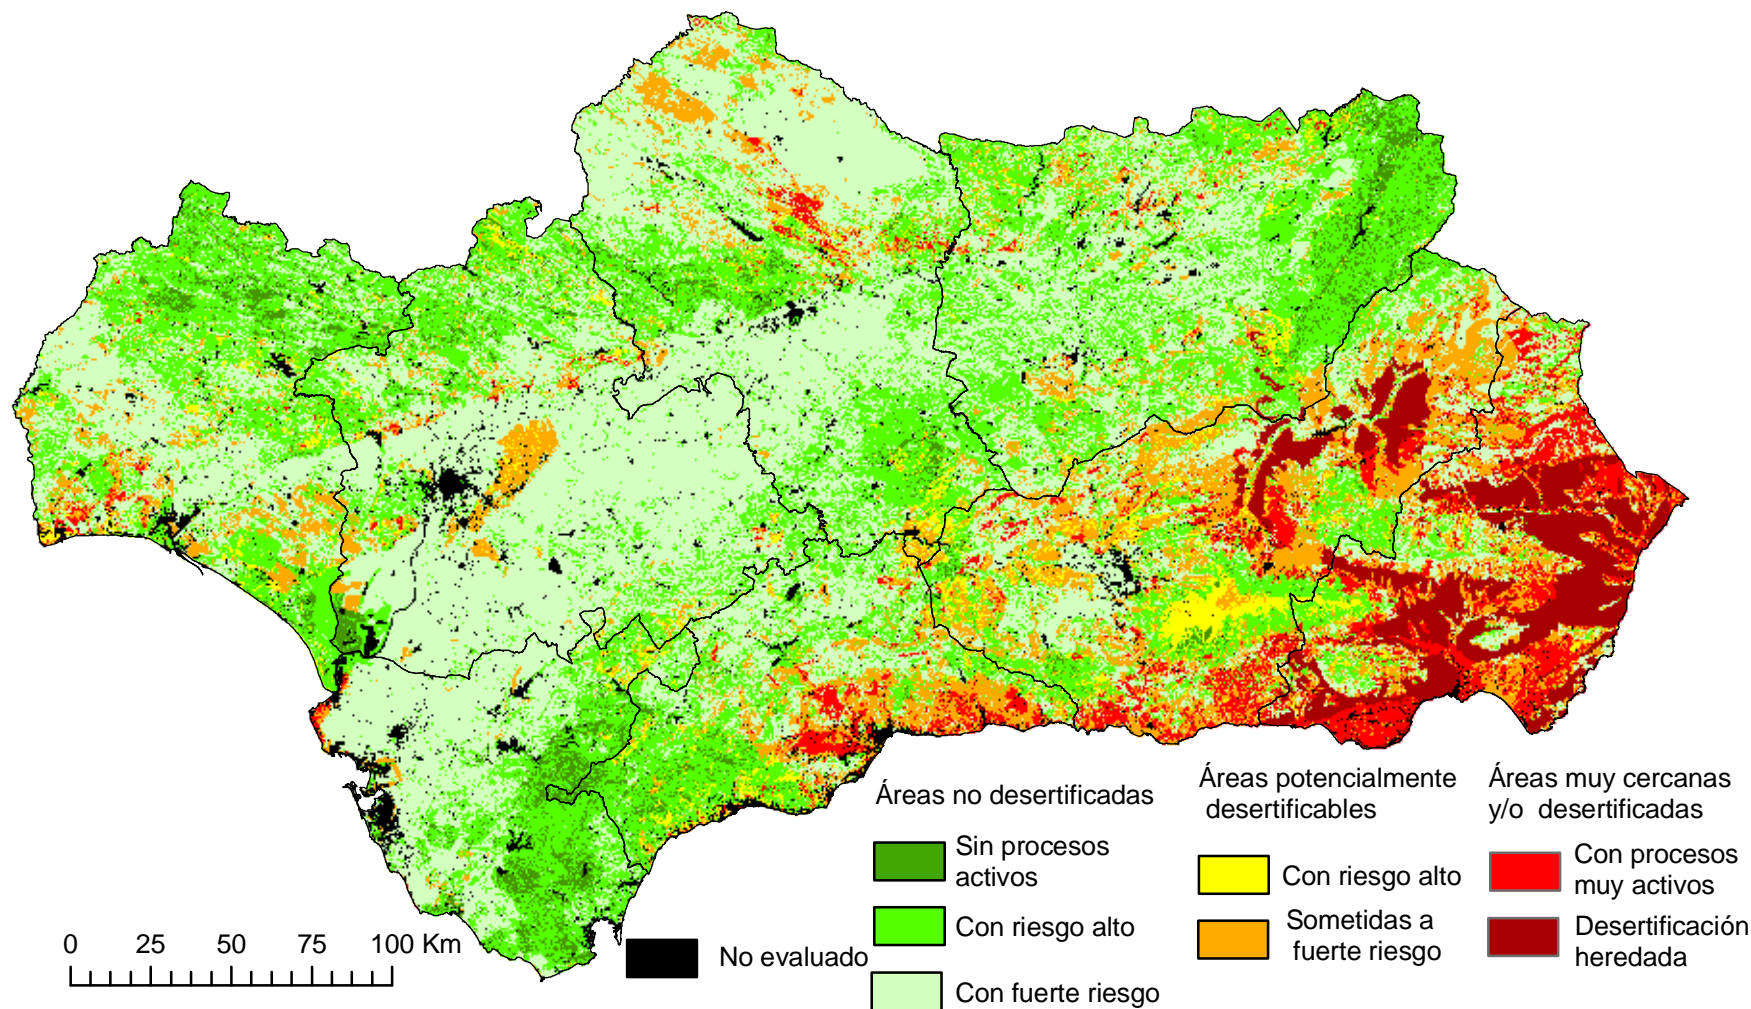 Áreas no desertificadas
Sin procesos
activos
Con riesgo alto
Con fuerte riesgo
Áreas potencialmente
desertificables
Con riesgo alto
Sometidas a
fuerte riesgo
Áreas muy cercanas
y/o desertificadas
Con procesos
muy activos
Desertificación
heredada
No evaluado
0 25 50 75 100 Km